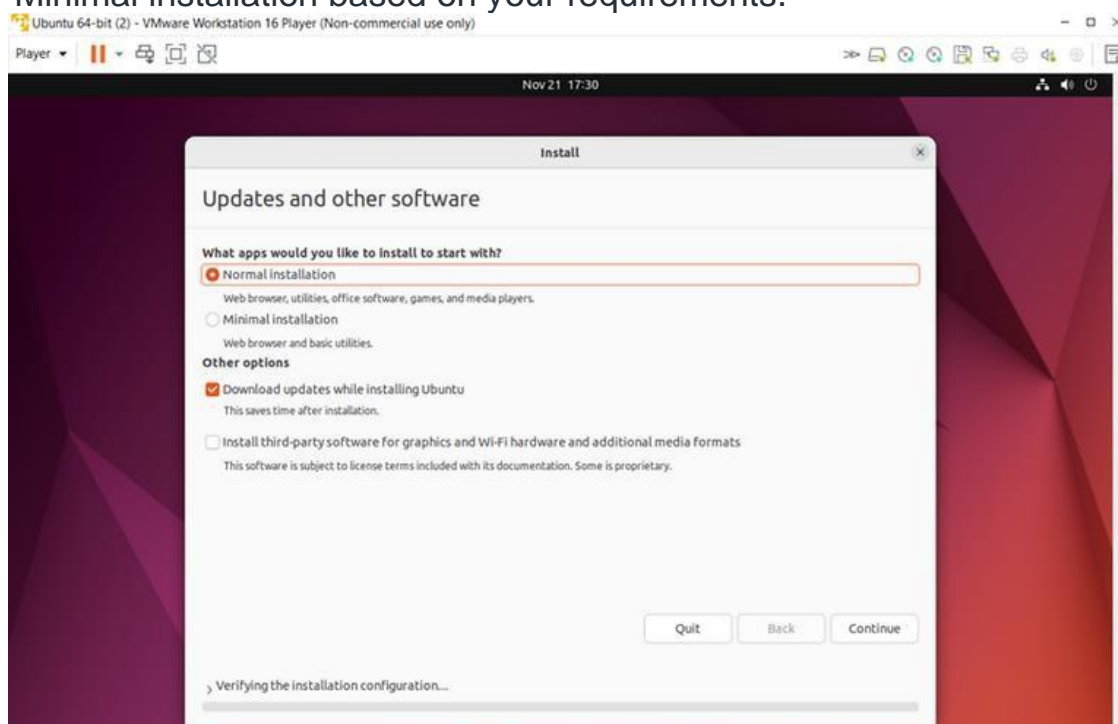 Minimal installation based on your requirements.
Ubuntu 64-bit (2) - VMware Workstation 16 Player (Non-commercial use only)
Player
Nov 21 17:30
Install
Updates and other software
What apps would you like to install to start with?
Normal installation
Web browser, utilities, office software, games, and media players.
Minimal installation
Web browser and basic utilities.
Other options
Download updates while installing Ubuntu
This saves time after installation.
Install third-party software for graphics and Wi-Fi hardware and additional media formats
This software is subject to license terms included with its documentation. Some is proprietary.
Quit Back Continue
Verifying the installation configuration...